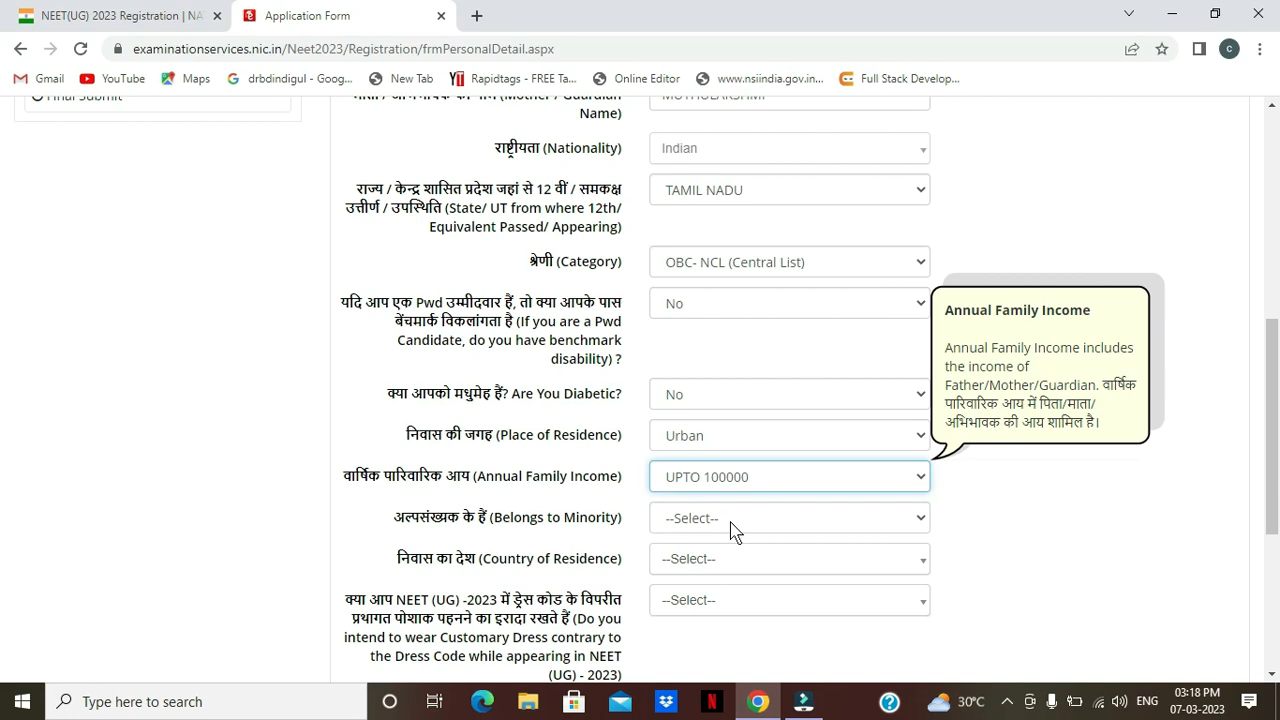 NEET(UG) 2023 Registration | NA
Application Form
examinationservices.nic.in/Neet2023/Registration/frmPersonalDetail.aspx
C
Gmail
YouTube
Maps
drbdindigul - Goog...
New Tab
Rapidtags - FREE Ta...
Online Editor
www.nsiindia.gov.in...
Full Stack Develop...
Final Submit
(Mother / Guardian
Name)
MUTHULAKSHMI
राष्ट्रीयता (Nationality)
Indian
राज्य / केन्द्र शासित प्रदेश जहां से 12 वीं / समकक्ष
उत्तीर्ण / उपस्थिति (State/ UT from where 12th/
Equivalent Passed/ Appearing)
TAMIL NADU
श्रेणी (Category)
OBC- NCL (Central List)
यदि आप एक Pwd उम्मीदवार हैं, तो क्या आपके पास
बेंचमार्क विकलांगता है (If you are a Pwd
Candidate, do you have benchmark
disability) ?
No
क्या आपको मधुमेह हैं? Are You Diabetic?
No
निवास की जगह (Place of Residence)
Urban
वार्षिक पारिवारिक आय (Annual Family Income)
UPTO 100000
अल्पसंख्यक के हैं (Belongs to Minority)
--Select--
निवास का देश (Country of Residence)
--Select--
क्या आप NEET (UG) -2023 में ड्रेस कोड के विपरीत
प्रथागत पोशाक पहनने का इरादा रखते हैं (Do you
intend to wear Customary Dress contrary to
the Dress Code while appearing in NEET
(UG) - 2023)
--Select--
Annual Family Income
Annual Family Income includes
the income of
Father/Mother/Guardian. वार्षिक
पारिवारिक आय में पिता/माता/
अभिभावक की आय शामिल है।
Type here to search
30°C
ENG
03:18 PM
07-03-2023